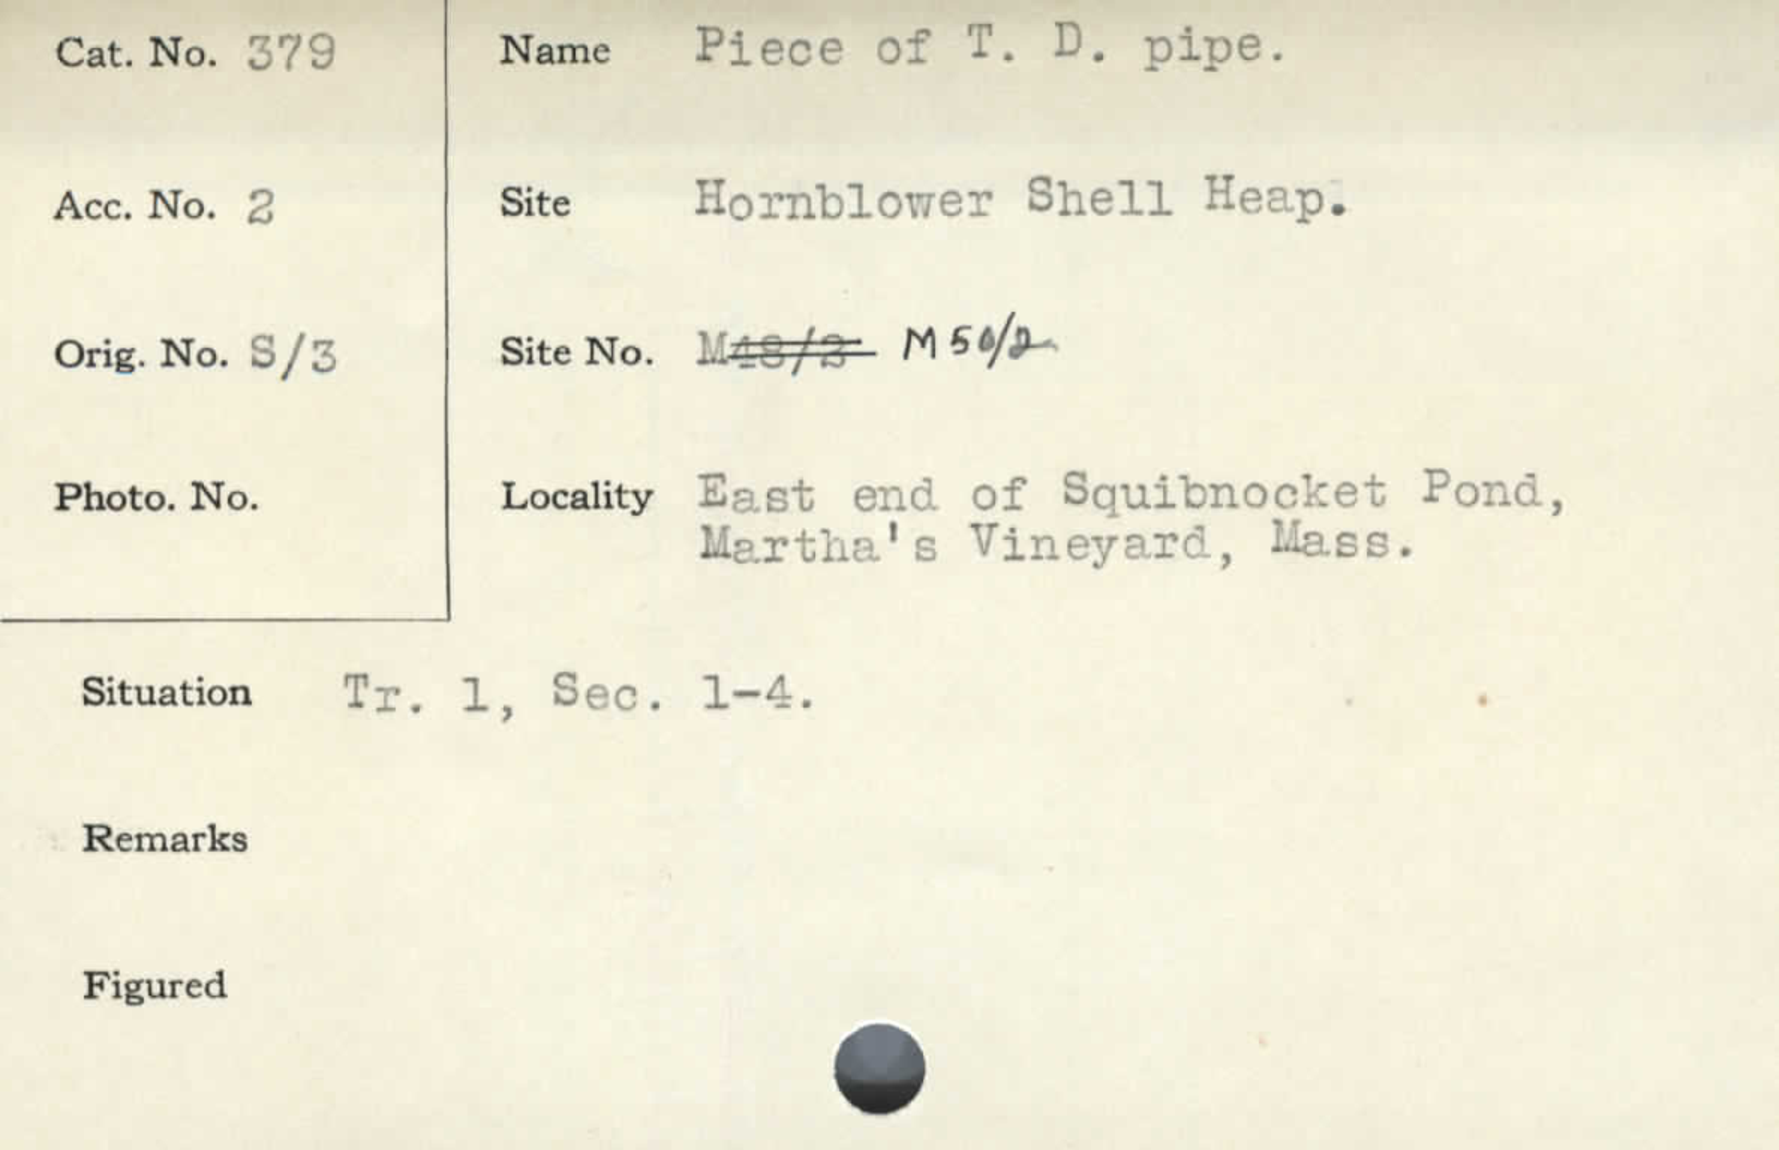 Cat. No. 379
Name Piece of T. D. pipe.
Acc. No. 2
Site Hornblower Shell Heap.
Orig. No. S/3
Site No. M48/3 M50/2
Photo. No.
Locality East end of Squibnocket Pond,
Martha's Vineyard, Mass.
Situation Tr. 1, Sec. 1-4.
Remarks
Figured